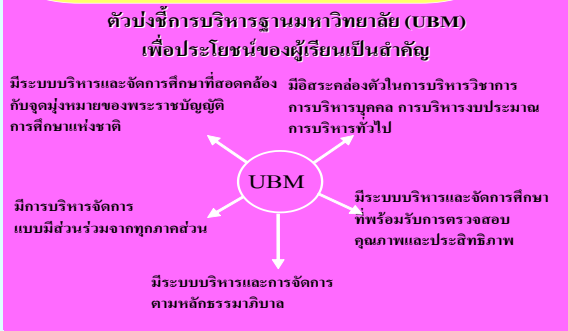 ตัวบ่งชี้การบริหารฐานมหาวิทยาลัย (UBM)
เพื่อประโยชน์ของผู้เรียนเป็นสำคัญ
มีระบบบริหารและจัดการศึกษาที่สอดคล้อง
กับจุดมุ่งหมายของพระราชบัญญัติ
การศึกษาแห่งชาติ
มีอิสระคล่องตัวในการบริหารวิชาการ
การบริหารบุคคล การบริหารงบประมาณ
การบริหารทั่วไป
UBM
มีการบริหารจัดการ
แบบมีส่วนร่วมจากทุกภาคส่วน
มีระบบบริหารและจัดการศึกษา
ที่พร้อมรับการตรวจสอบ
คุณภาพและประสิทธิภาพ
มีระบบบริหารและการจัดการ
ตามหลักธรรมาภิบาล